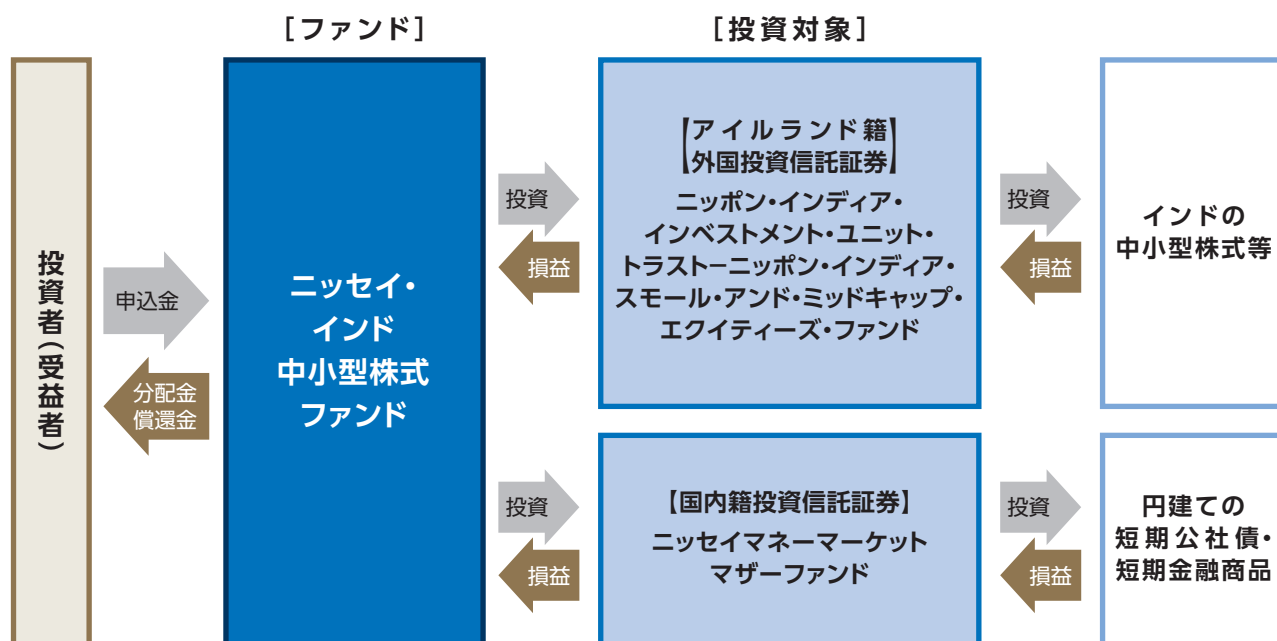 ［ファンド］
［投資対象］
投資者（受益者）
申込金
分配金
償還金
ニッセイ・
インド
中小型株式
ファンド
投資
損益
【アイルランド籍
外国投資信託証券】
ニッポン・インディア・
インベストメント・ユニット・
トラストーニッポン・インディア・
スモール・アンド・ミッドキャップ・
エクイティーズ・ファンド
投資
損益
インドの
中小型株式等
投資
損益
【国内籍投資信託証券】
ニッセイマネーマーケット
マザーファンド
投資
損益
円建ての
短期公社債・
短期金融商品